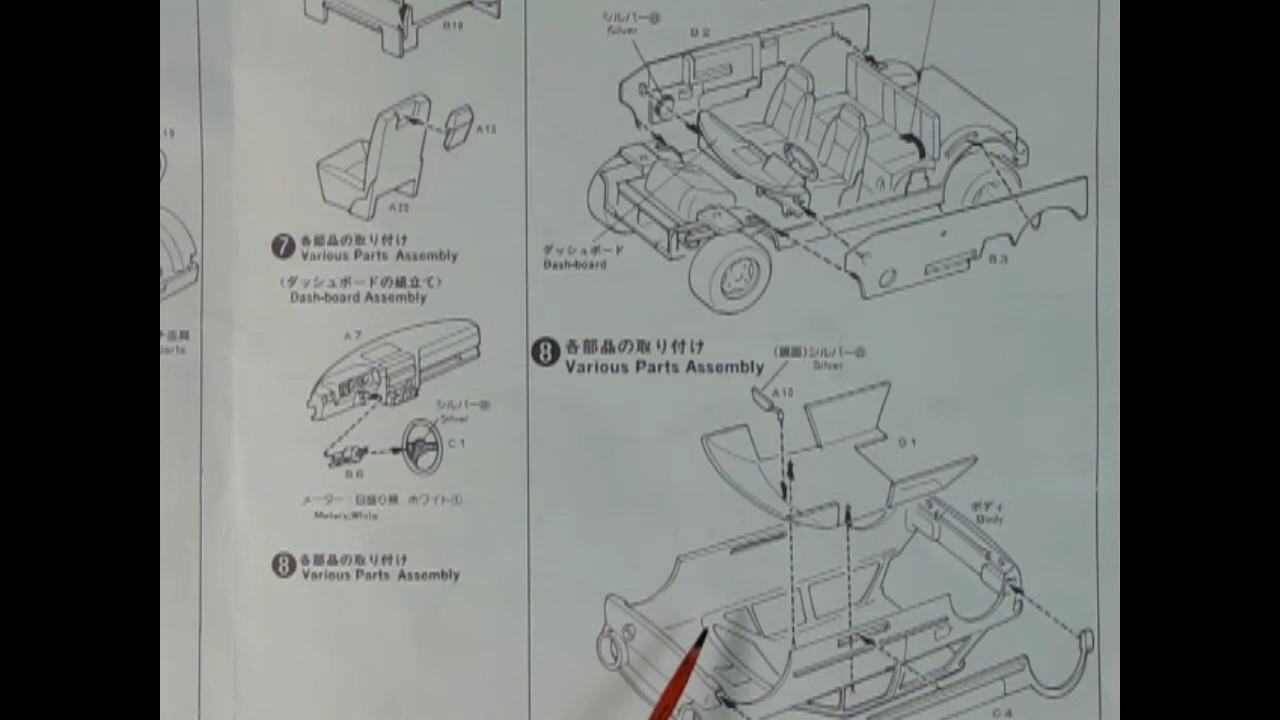 B18
A13
A20
7 各部品の取り付け
Various Parts Assembly
(ダッシュボードの組立て)
Dash-board Assembly
A7
シルバー
Silver
C1
B6
メーター:目盛り類 ホワイト①
Meters, White
8 各部品の取り付け
Various Parts Assembly
シルバー
Silver
B2
ダッシュボード
Dash-board
B3
8 各部品の取り付け
Various Parts Assembly
(鏡面)シルバー
Silver
A10
ボディ
Body
C4